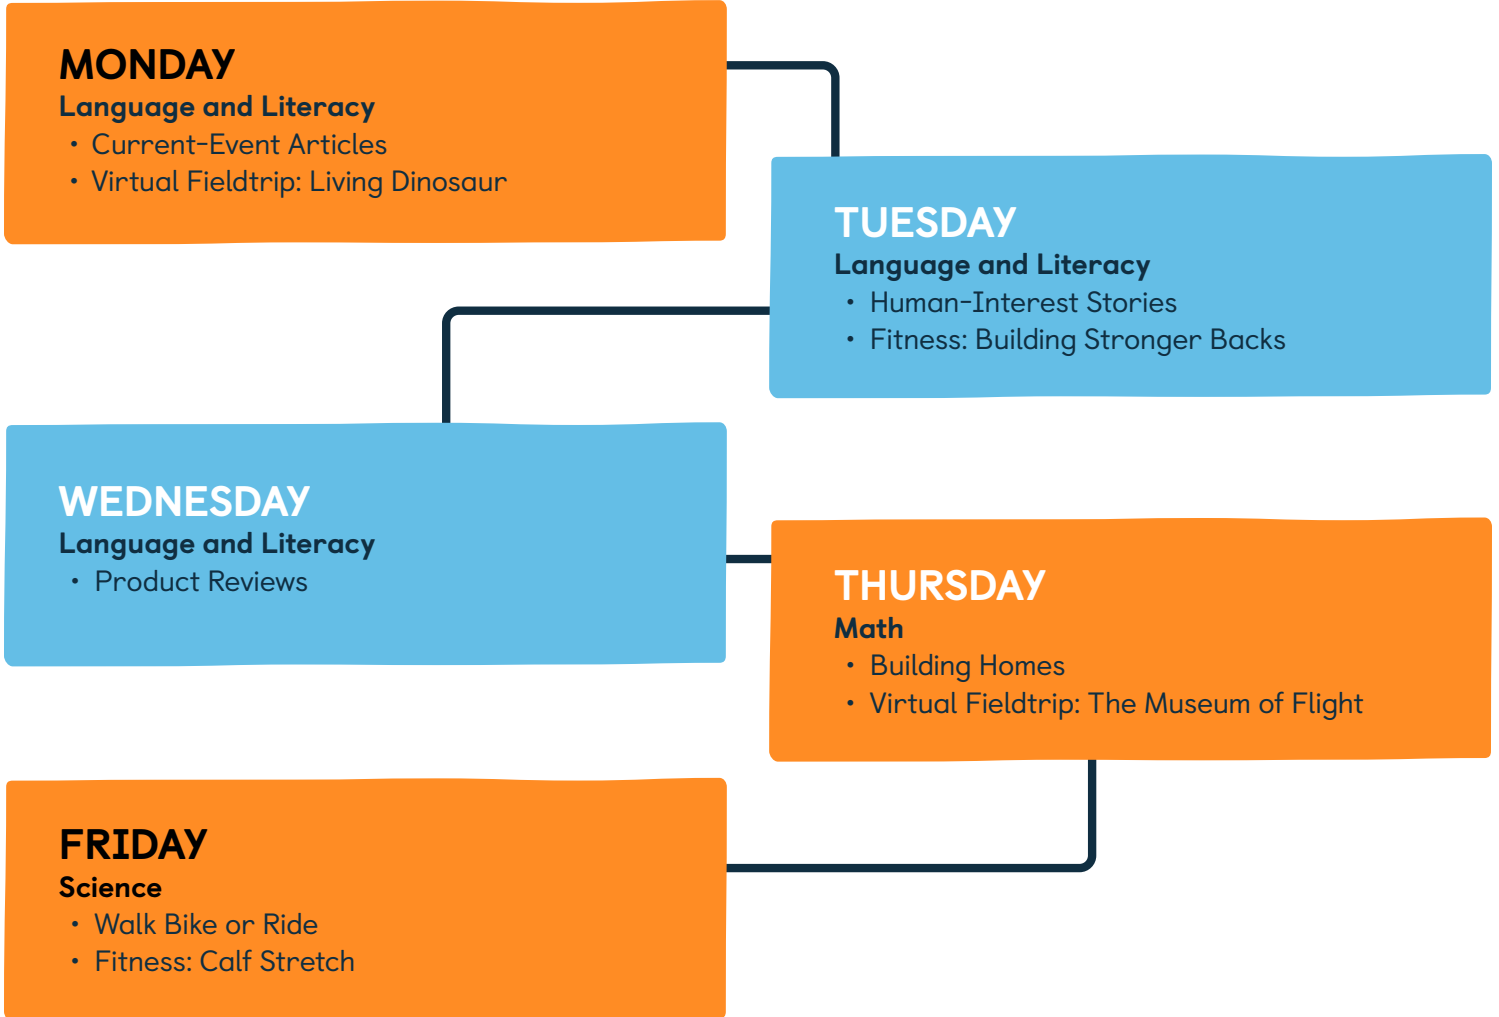 MONDAY
Language and Literacy
• Current-Event Articles
• Virtual Fieldtrip: Living Dinosaur
TUESDAY
Language and Literacy
• Human-Interest Stories
• Fitness: Building Stronger Backs
WEDNESDAY
Language and Literacy
• Product Reviews
THURSDAY
Math
• Building Homes
• Virtual Fieldtrip: The Museum of Flight
FRIDAY
Science
• Walk Bike or Ride
• Fitness: Calf Stretch